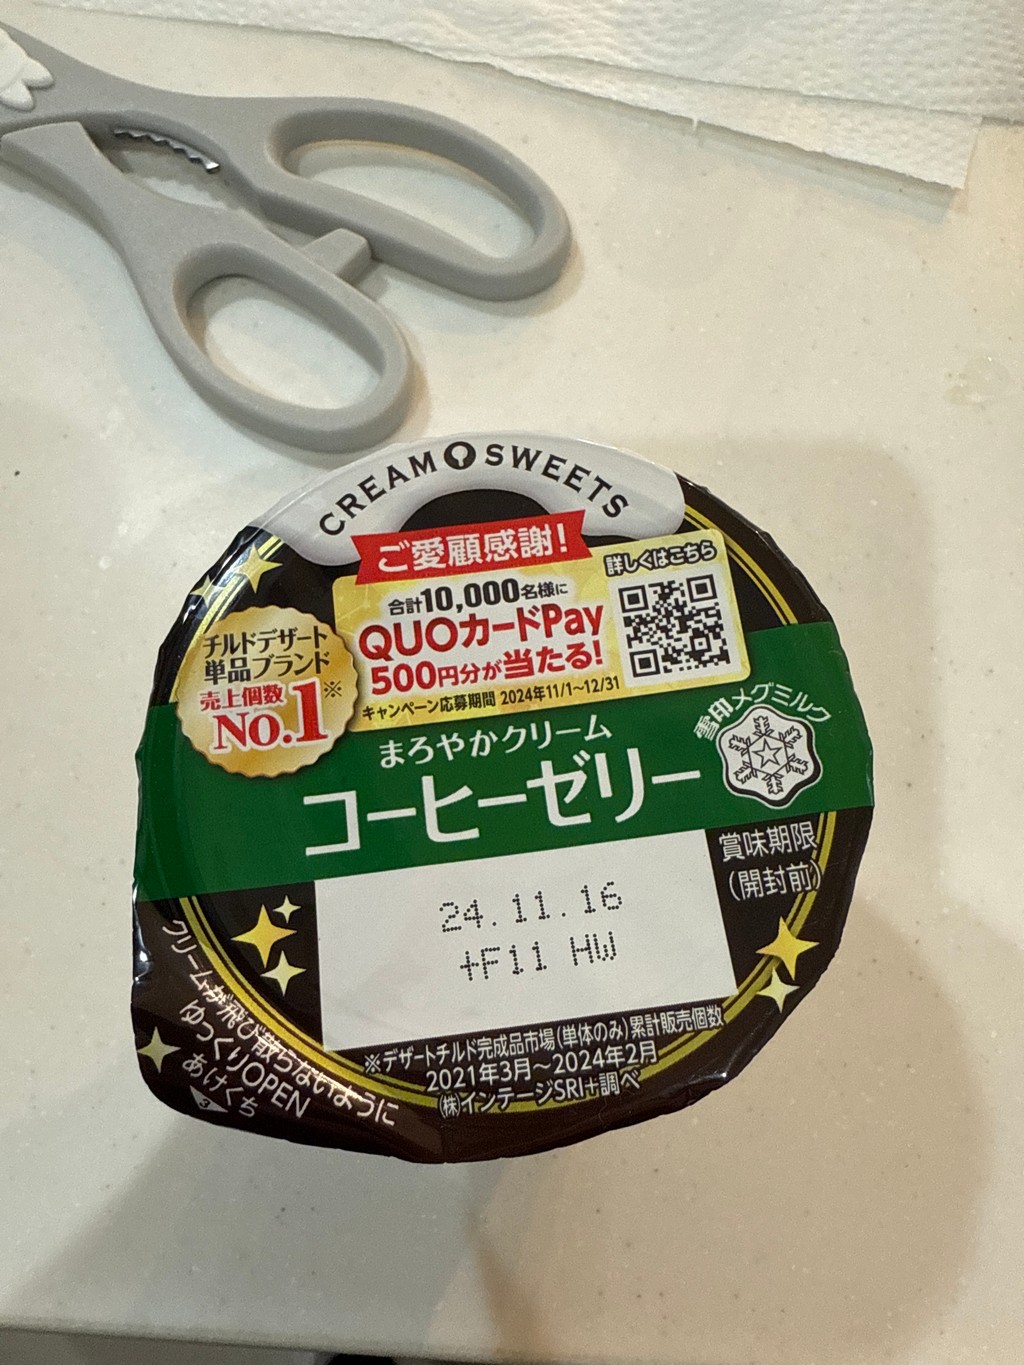 CREAM SWEETS
ご愛顧感謝!
詳しくはこちら
合計10,000名様に
QUOカードPay
500円分が当たる!
キャンペーン応募期間 2024年11/1~12/31
チルドデザート
単品ブランド
売上個数※
No.1
雪印メグミルク
まろやかクリーム
コーヒーゼリー
賞味期限
(開封前)
24.11.16
+F11 HW
※デザートチルド完成品市場(単体のみ)累計販売個数
2021年3月~2024年2月
(株)インテージSRI+調べ
クリームが飛び散らないように
ゆっくりOPEN
あけくち
3